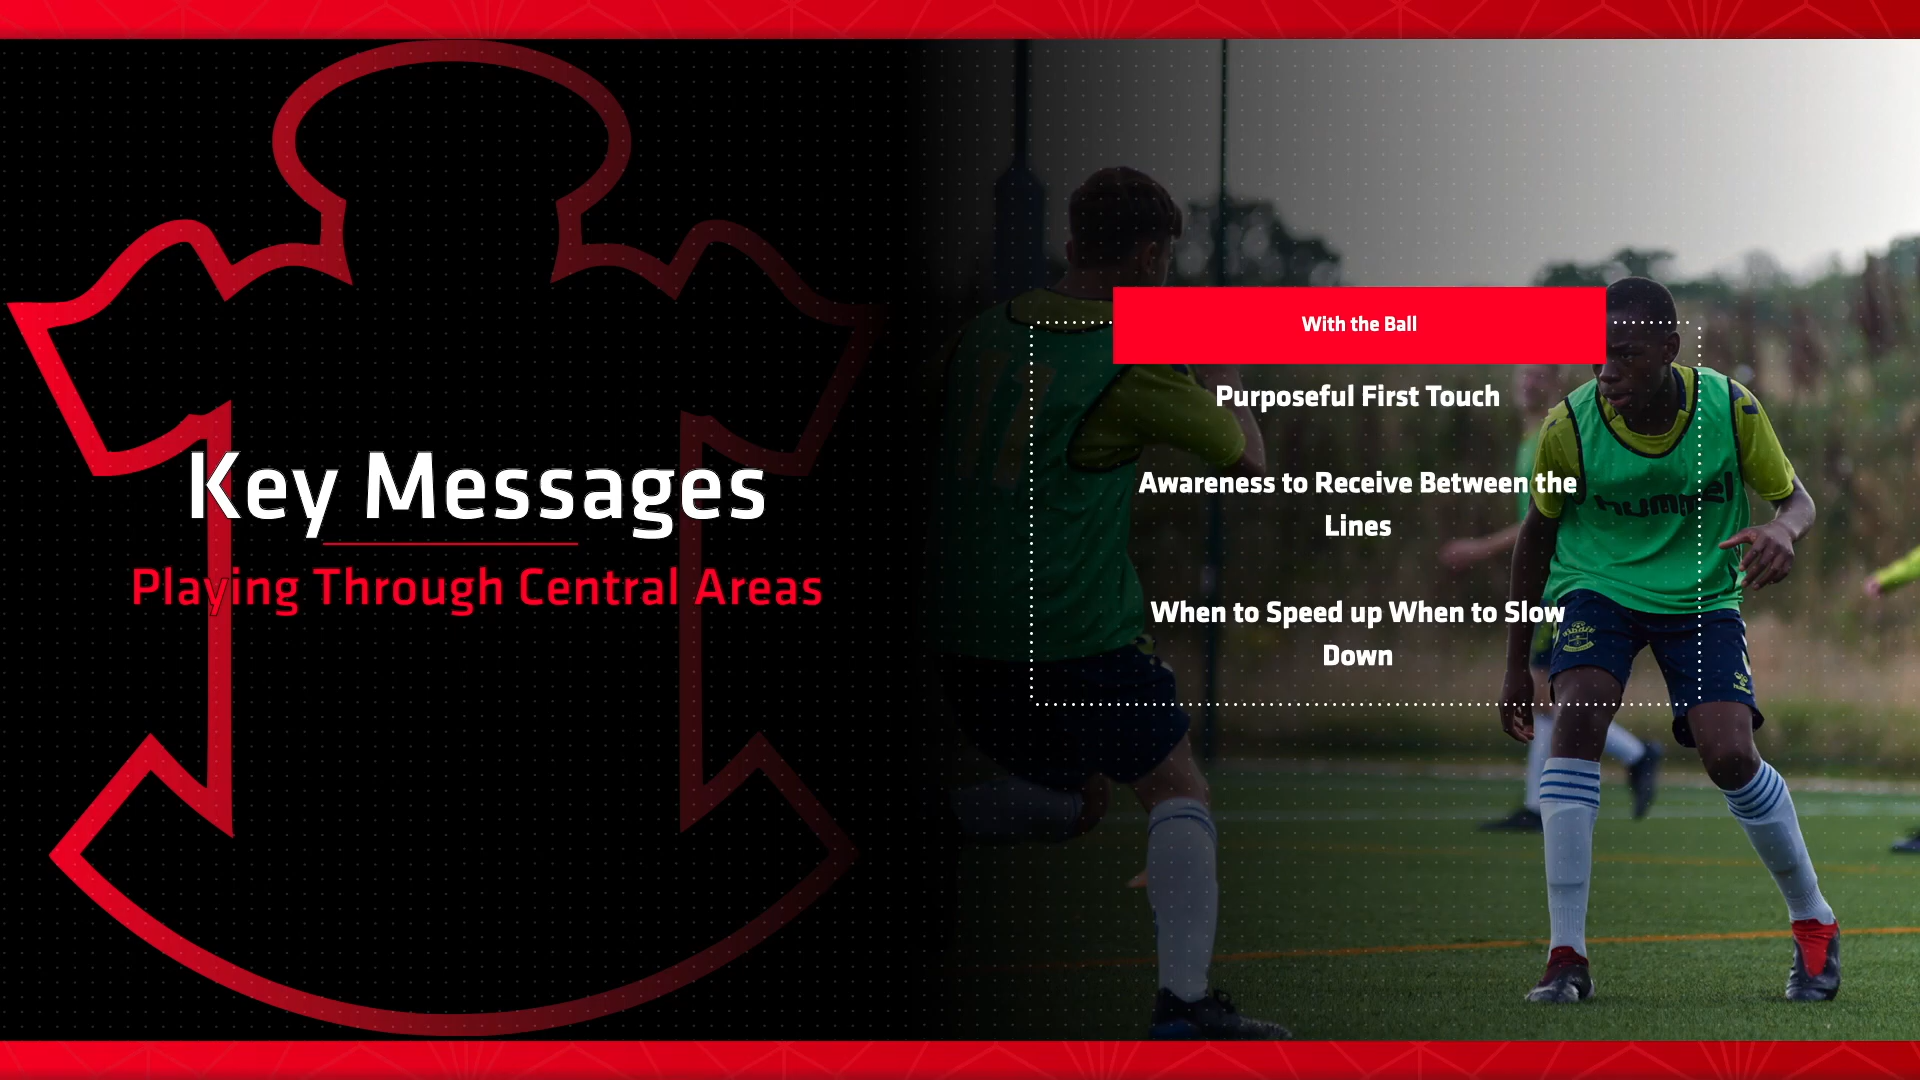 Key Messages
Playing Through Central Areas
With the Ball
Purposeful First Touch
Awareness to Receive Between the
Lines
When to Speed up When to Slow
Down
hummel